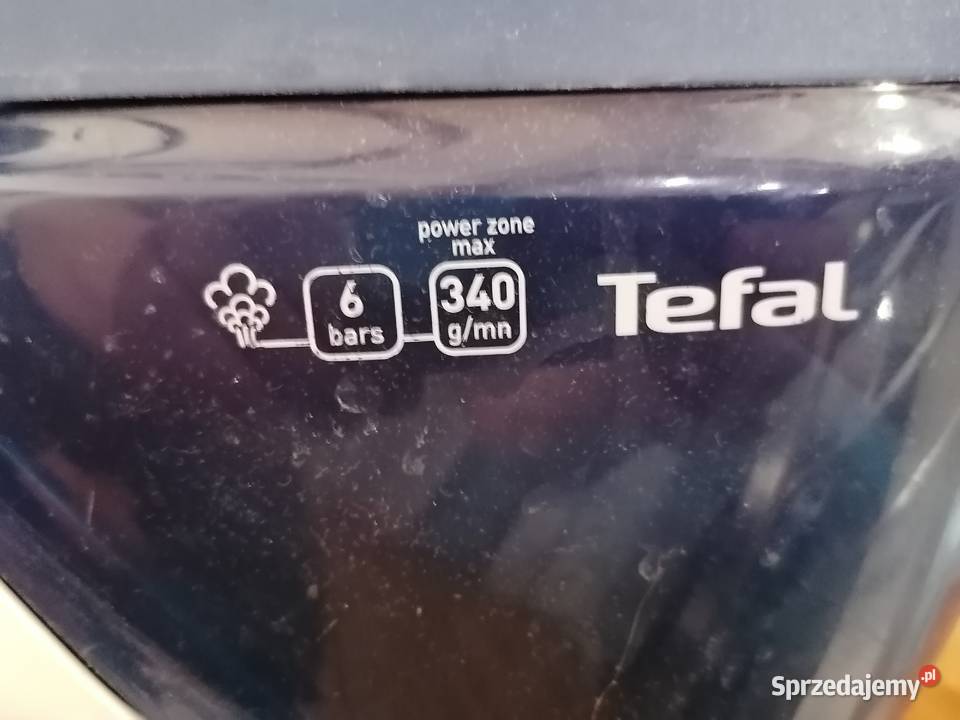 power zone
max
6
bars
340
g/mn
Tefal
Sprzedajemy.pl